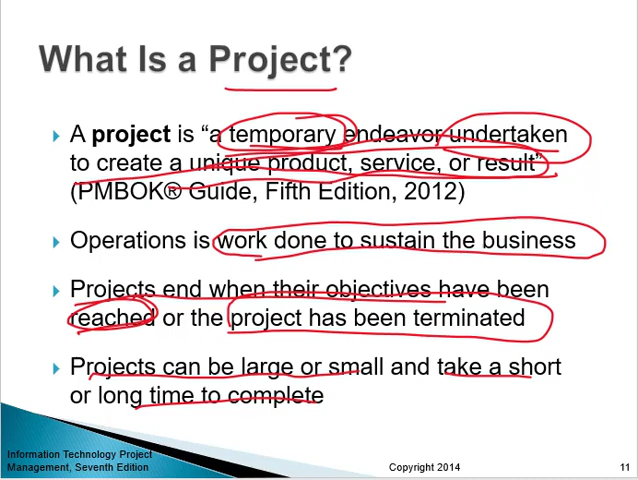 What Is a Project?
A project is “a temporary endeavor undertaken
to create a unique product, service, or result”
(PMBOK® Guide, Fifth Edition, 2012)
Operations is work done to sustain the business
Projects end when their objectives have been
reached or the project has been terminated
Projects can be large or small and take a short
or long time to complete
Information Technology Project
Management, Seventh Edition
Copyright 2014
11